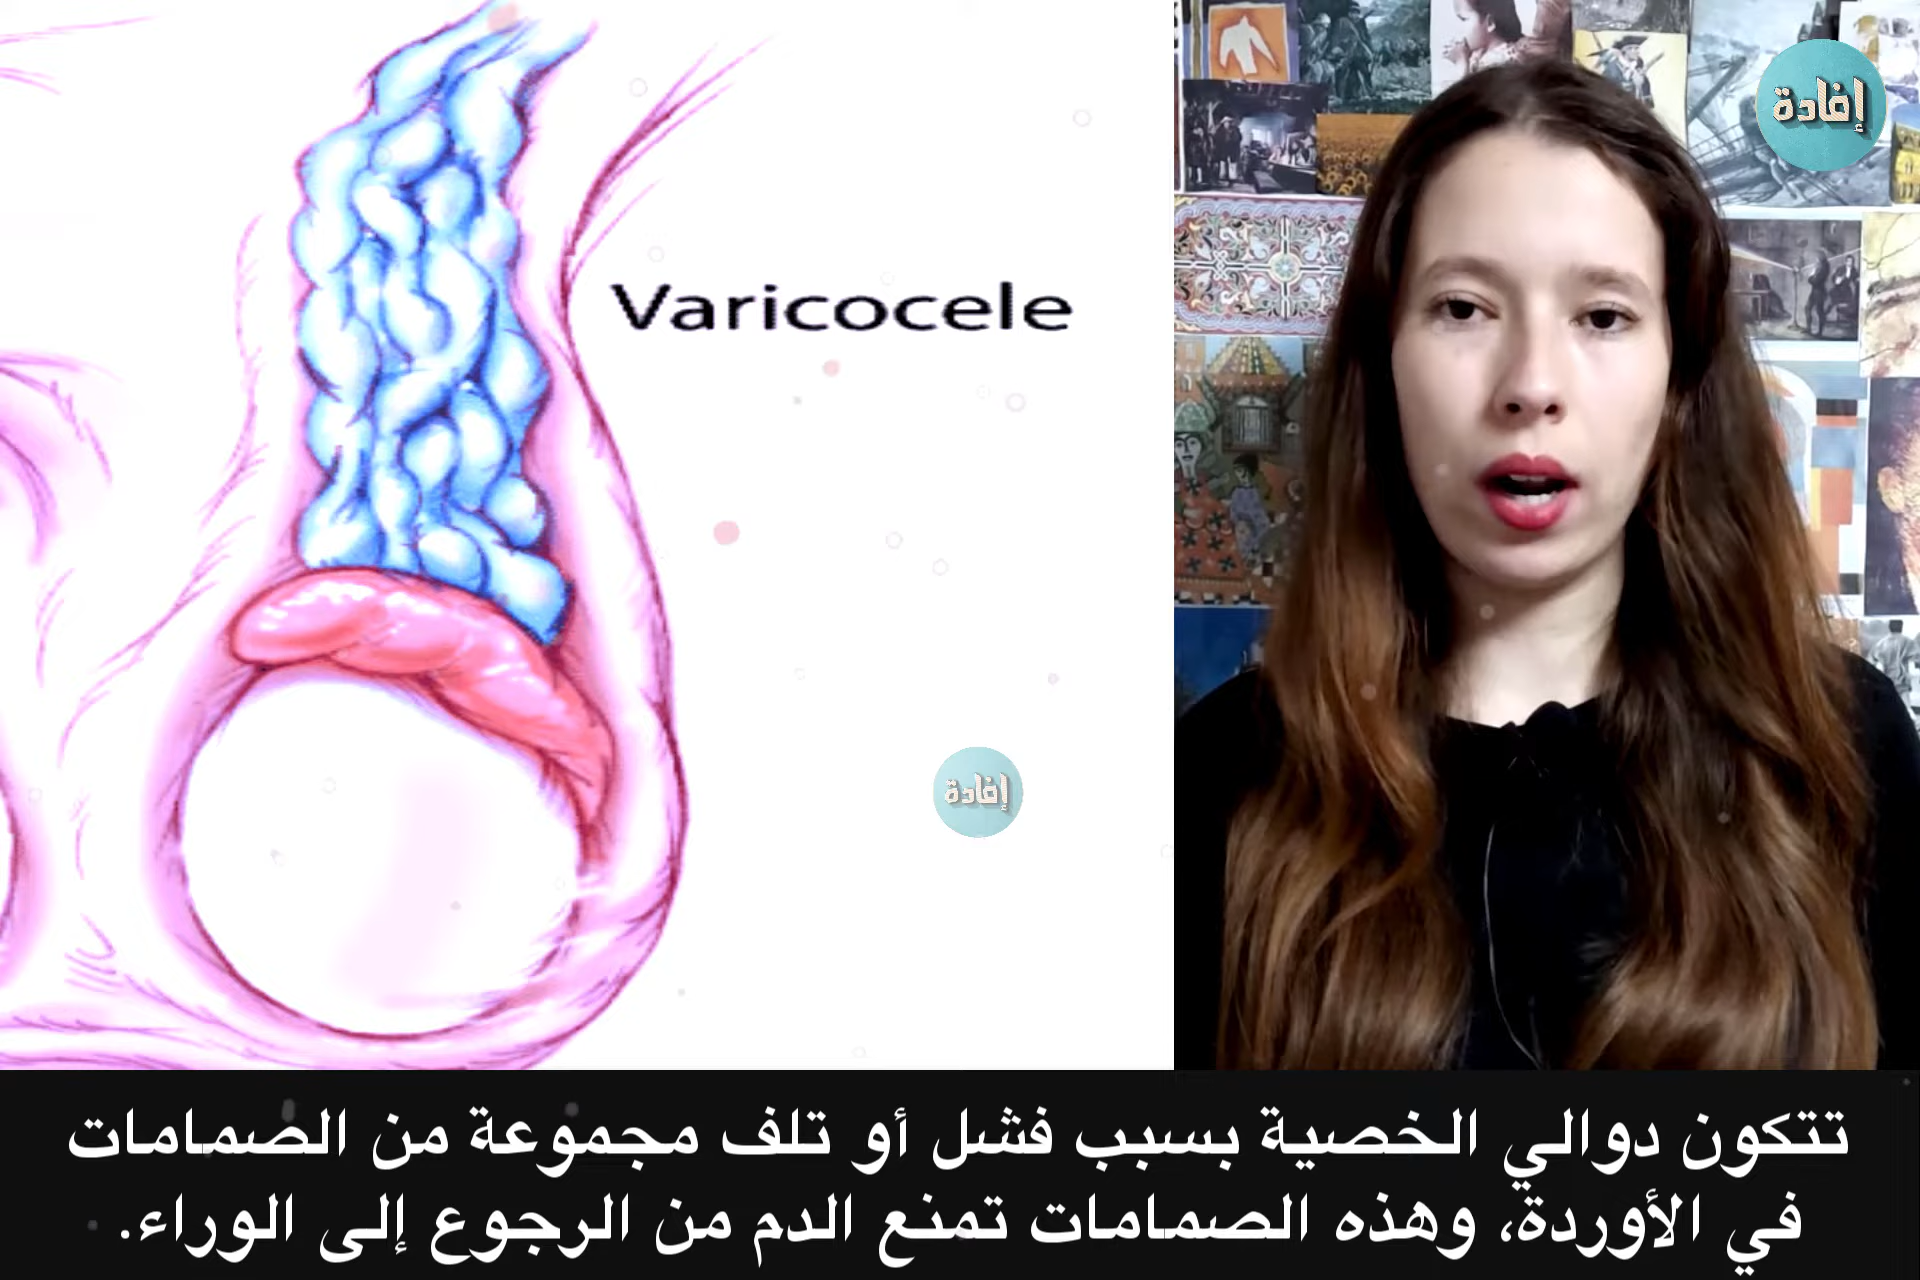 إفادة
Varicocele
إفادة
تتكون دوالي الخصية بسبب فشل أو تلف مجموعة من الصمامات
في الأوردة، وهذه الصمامات تمنع الدم من الرجوع إلى الوراء.